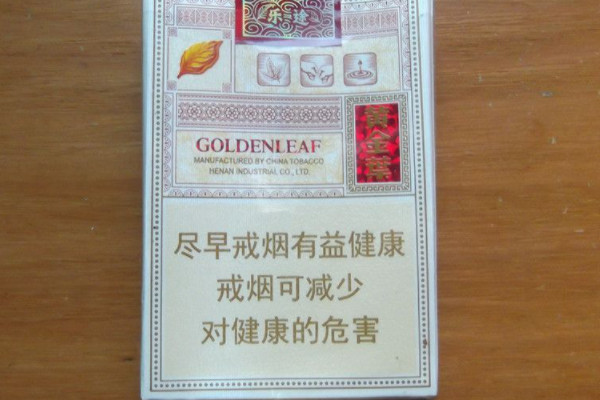 乐途
GOLDENLEAF
MANUFACTURED BY CHINA TOBACCO
HENAN INDUSTRIAL CO., LTD.
黄金叶
尽早戒烟有益健康
戒烟可减少
对健康的危害